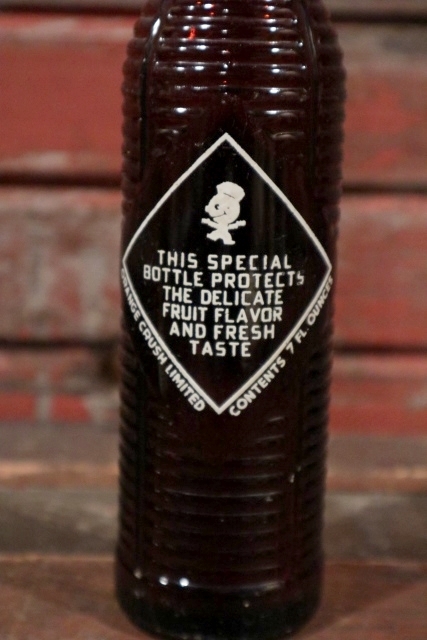 THIS SPECIAL
BOTTLE PROTECTS
THE DELICATE
FRUIT FLAVOR
AND FRESH
TASTE
ORANGE CRUSH LIMITED
CONTENTS 7 FL. OUNCES